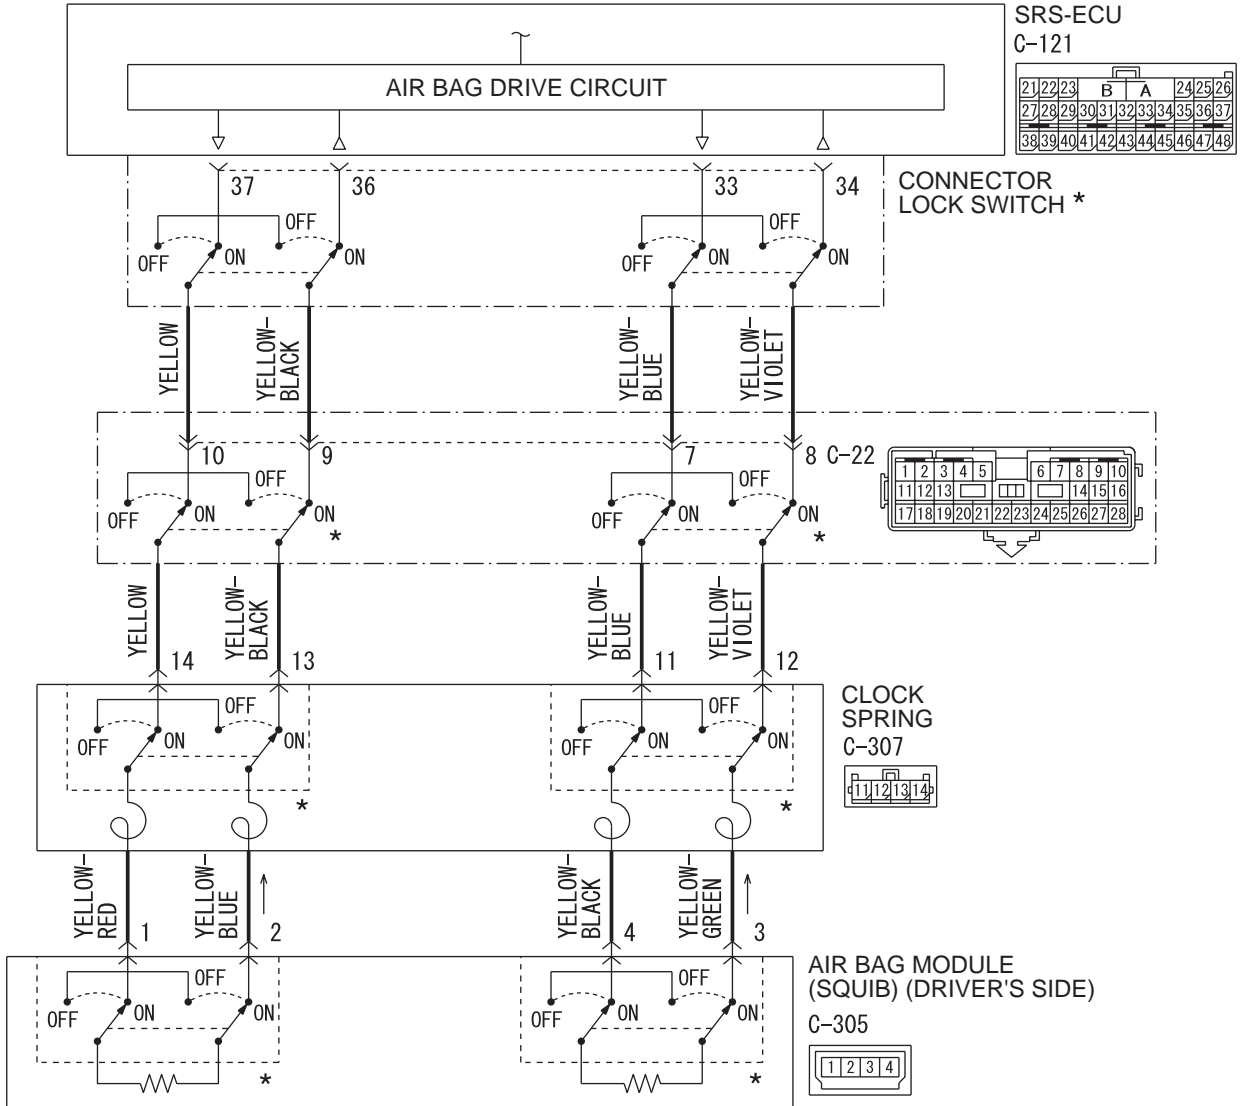 SRS-ECU
C-121
AIR BAG DRIVE CIRCUIT
21 22 23 B A 24 25 26
27 28 29 30 31 32 33 34 35 36 37
38 39 40 41 42 43 44 45 46 47 48
37 36 33 34
CONNECTOR
LOCK SWITCH *
OFF OFF
OFF ON ON OFF ON ON
YELLOW
YELLOW-
BLACK
YELLOW-
BLUE
YELLOW-
VIOLET
10 9 7 8 C-22
1 2 3 4 5 6 7 8 9 10
11 12 13 14 15 16
17 18 19 20 21 22 23 24 25 26 27 28
OFF OFF
OFF ON ON OFF ON ON
* *
YELLOW
YELLOW-
BLACK
YELLOW-
BLUE
YELLOW-
VIOLET
14 13 11 12
CLOCK
SPRING
C-307
11 12 13 14
OFF OFF
OFF ON ON OFF ON ON
* *
YELLOW-
RED
YELLOW-
BLUE
YELLOW-
BLACK
YELLOW-
GREEN
1 2 4 3
AIR BAG MODULE
(SQUIB) (DRIVER'S SIDE)
C-305
1 2 3 4
OFF OFF
OFF ON ON OFF ON ON
* *